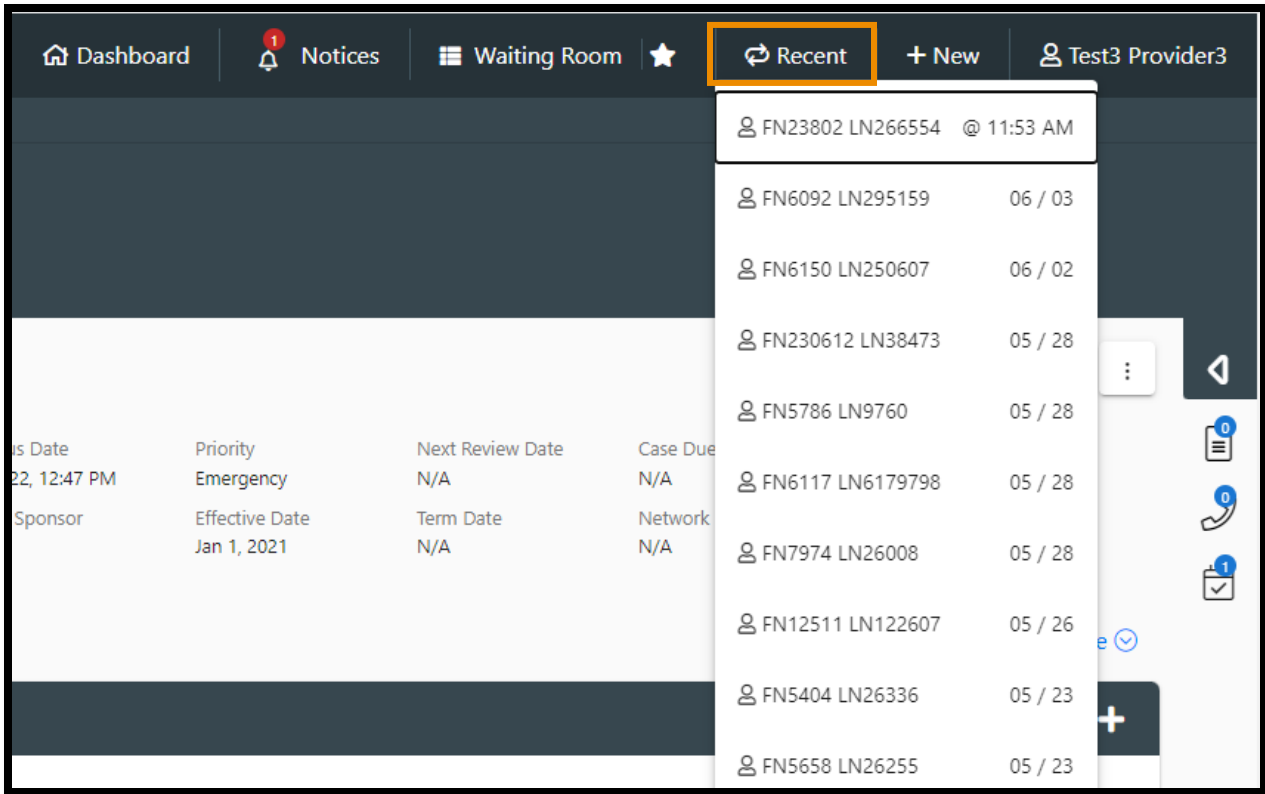 Dashboard 1 Notices Waiting Room Recent + New Test3 Provider3
FN23802 LN266554 @ 11:53 AM
FN6092 LN295159 06 / 03
FN6150 LN250607 06 / 02
FN230612 LN38473 05 / 28
FN5786 LN9760 05 / 28
FN6117 LN6179798 05 / 28
FN7974 LN26008 05 / 28
FN12511 LN122607 05 / 26
FN5404 LN26336 05 / 23
FN5658 LN26255 05 / 23
us Date Priority Next Review Date Case Due
22, 12:47 PM Emergency N/A N/A
Sponsor Effective Date Term Date Network
Jan 1, 2021 N/A N/A
e
0
0
1